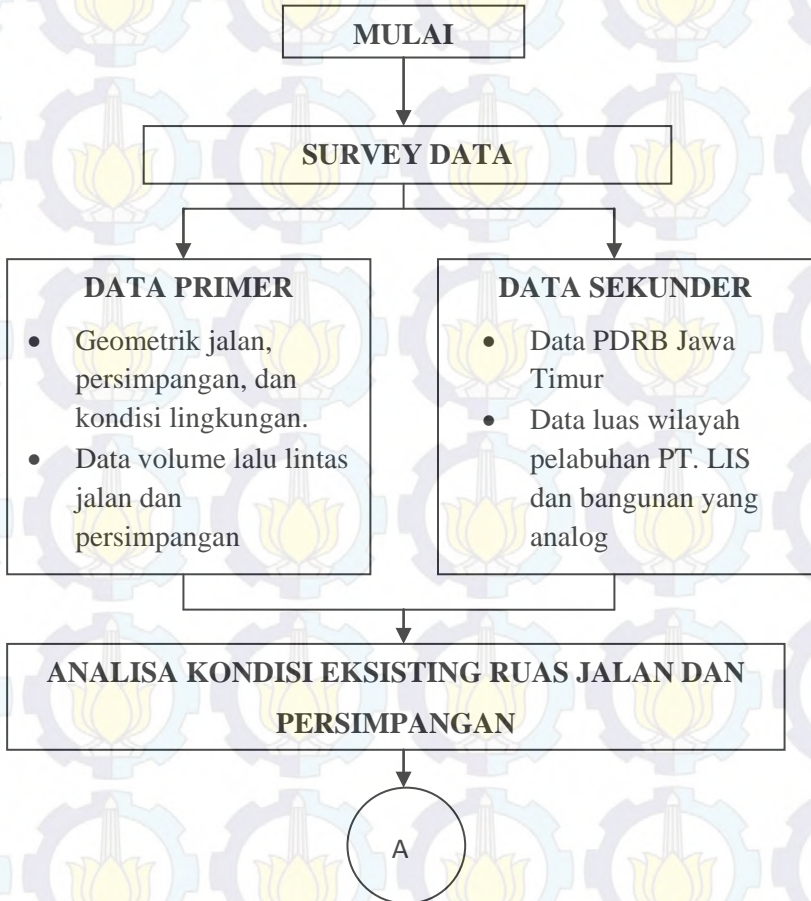 MULAI
SURVEY DATA
DATA PRIMER
• Geometrik jalan,
persimpangan, dan
kondisi lingkungan.
• Data volume lalu lintas
jalan dan
persimpangan
DATA SEKUNDER
• Data PDRB Jawa
Timur
• Data luas wilayah
pelabuhan PT. LIS
dan bangunan yang
analog
ANALISA KONDISI EKSISTING RUAS JALAN DAN
PERSIMPANGAN
A